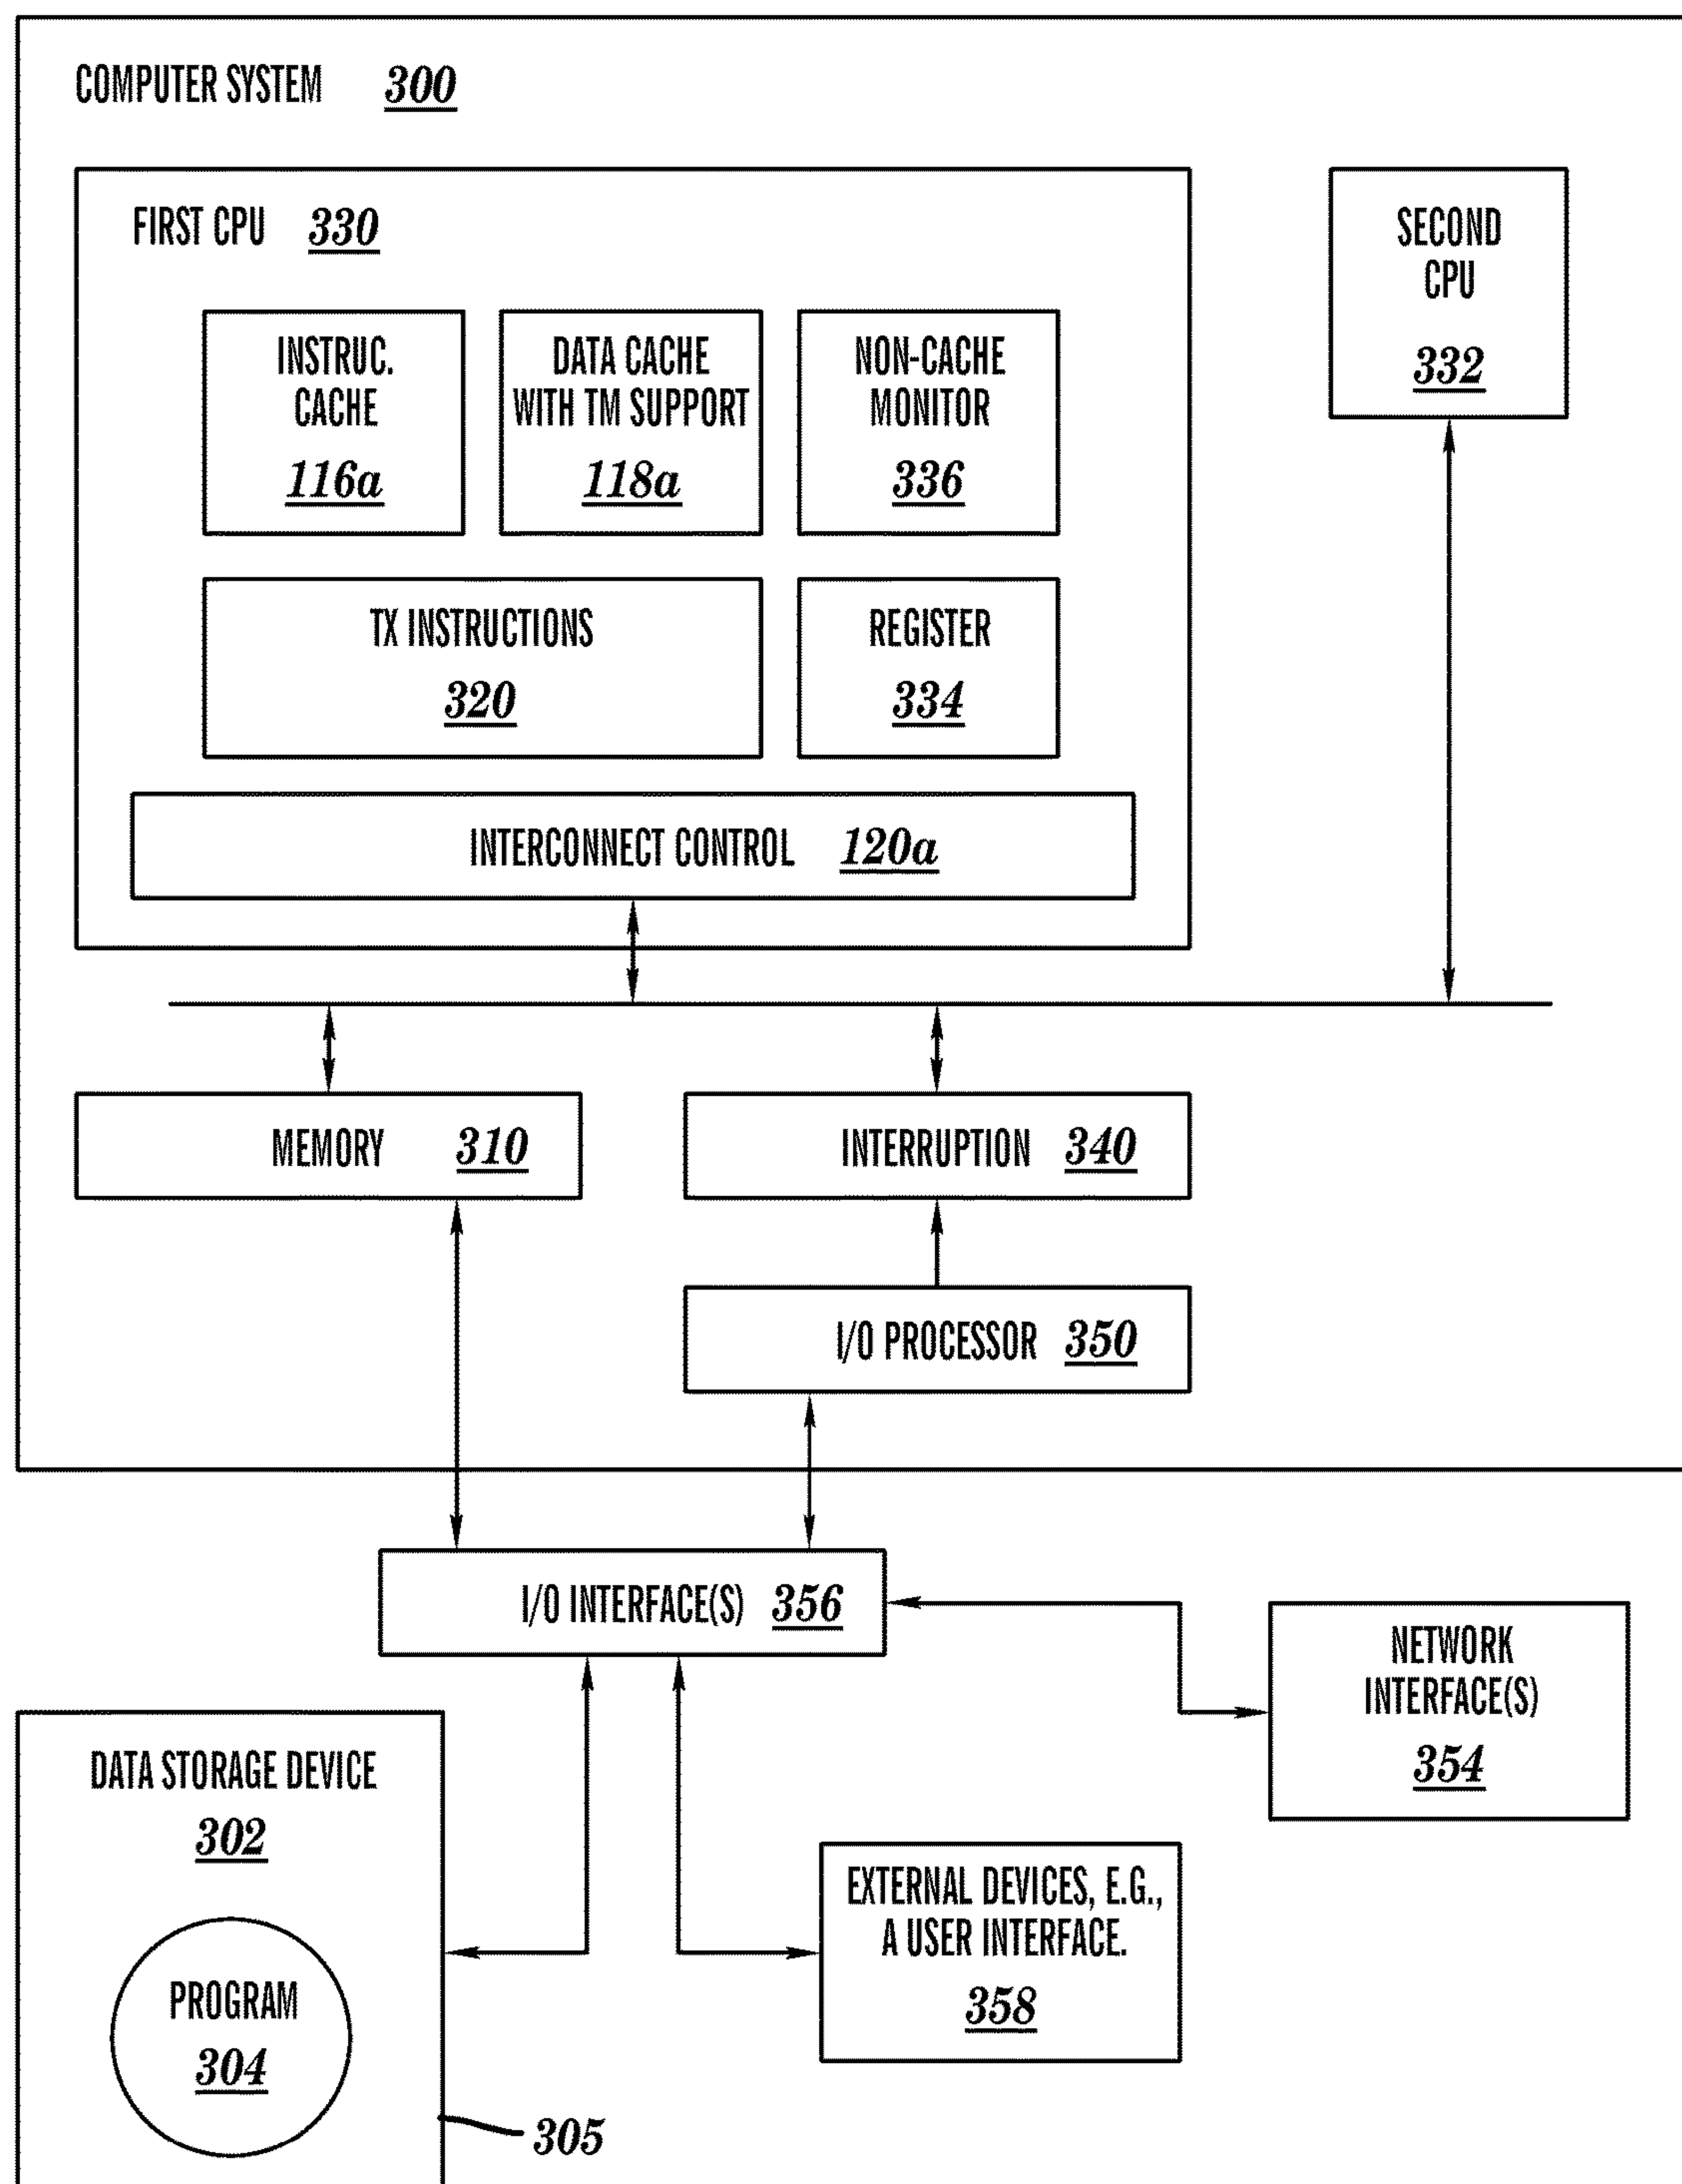 COMPUTER SYSTEM 300
FIRST CPU 330
SECOND
CPU
332
INSTRUC.
CACHE
116a
DATA CACHE
WITH TM SUPPORT
118a
NON-CACHE
MONITOR
336
TX INSTRUCTIONS
320
REGISTER
334
INTERCONNECT CONTROL 120a
MEMORY 310
INTERRUPTION 340
I/O PROCESSOR 350
I/O INTERFACE(S) 356
NETWORK
INTERFACE(S)
354
DATA STORAGE DEVICE
302
PROGRAM
304
305
EXTERNAL DEVICES, E.G.,
A USER INTERFACE.
358